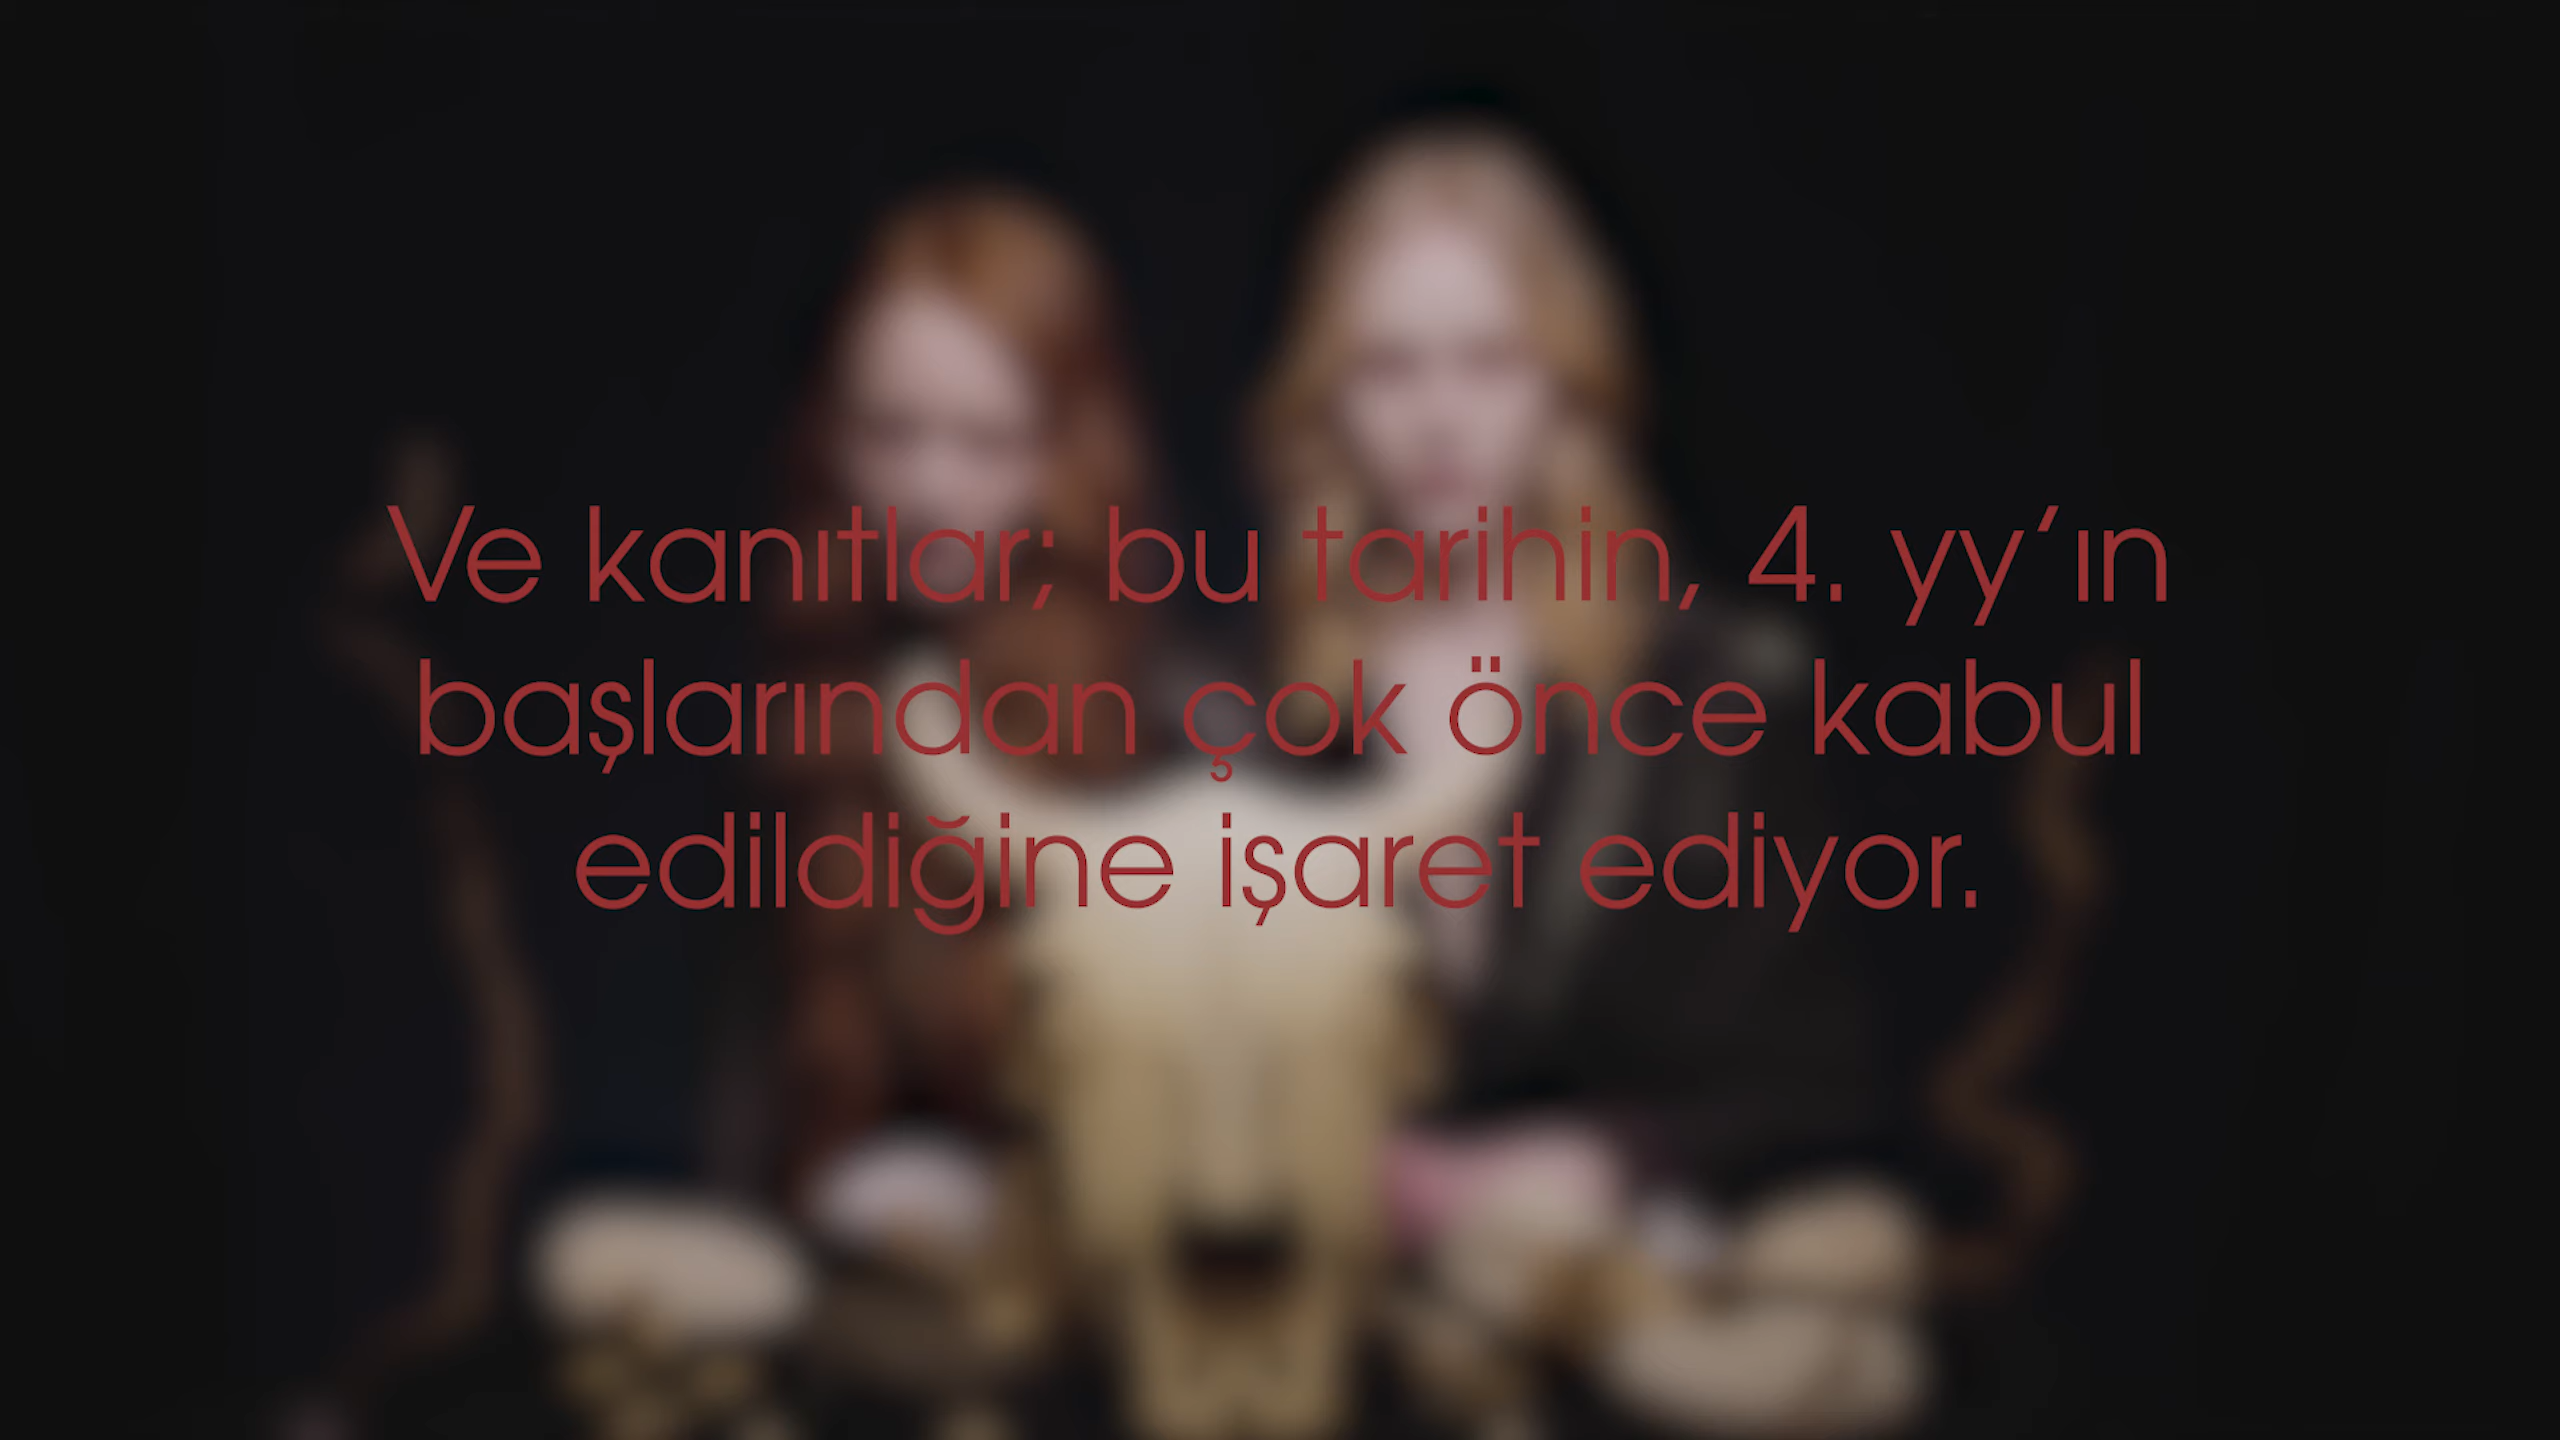 Ve kanıtlar; bu tarihin, 4. yy‘ın
başlarından çok önce kabul
edildiğine işaret ediyor.